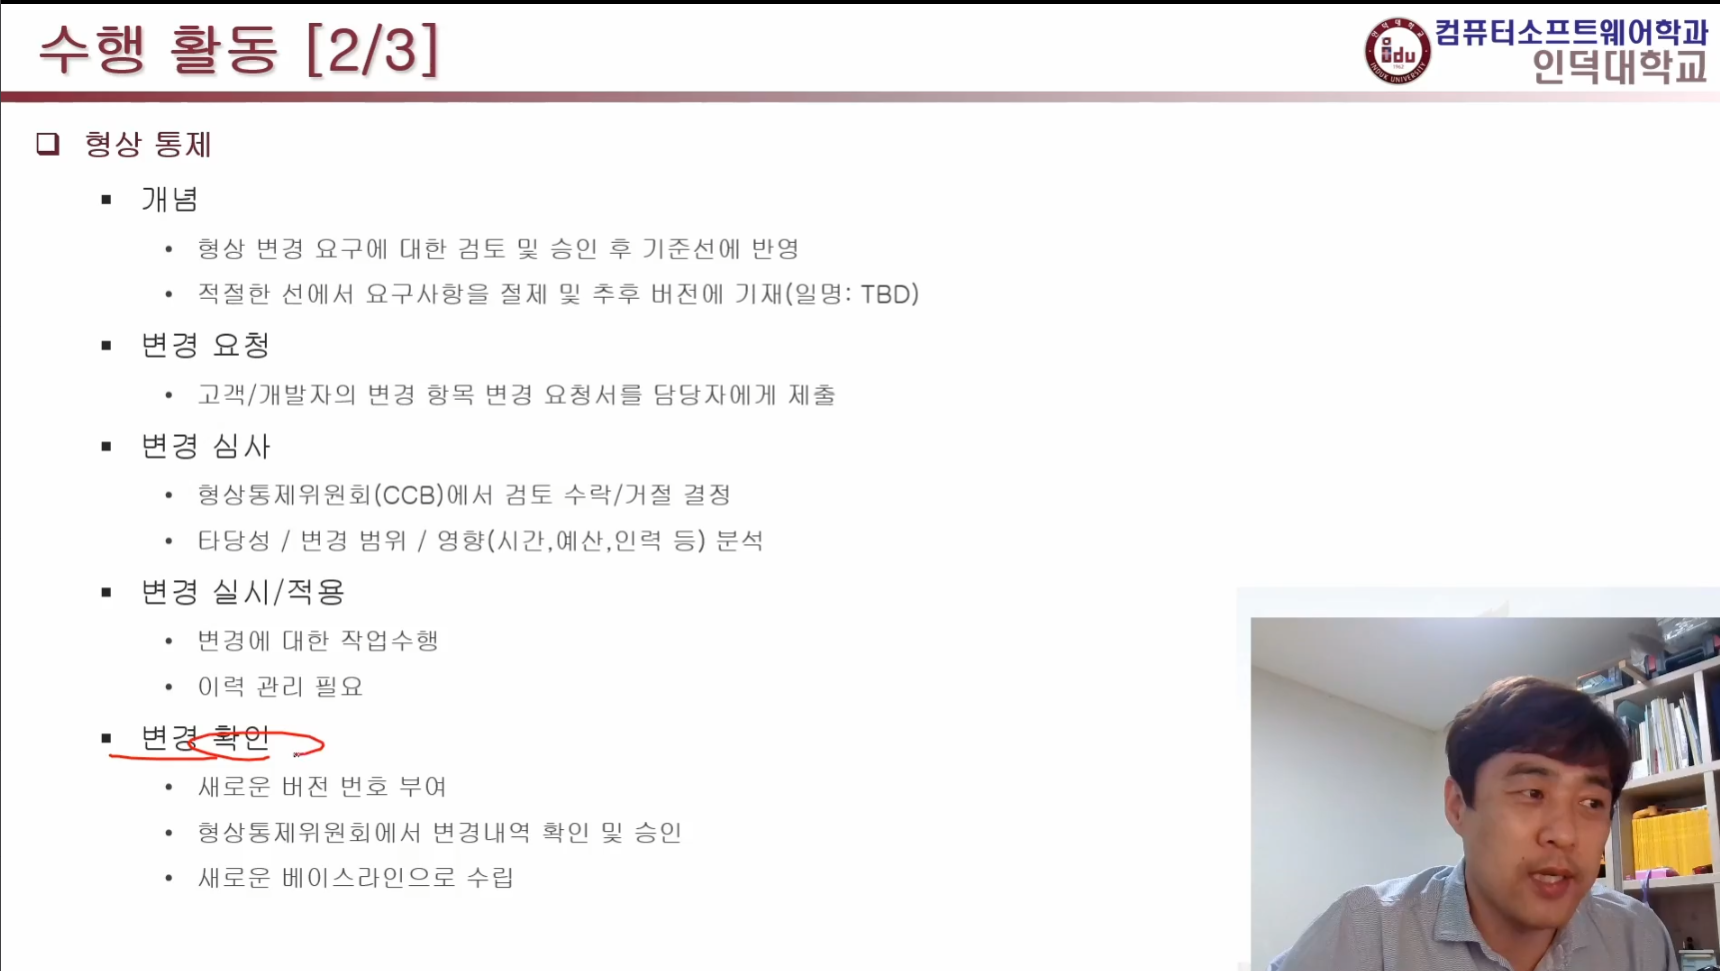 수행 활동 [2/3]
컴퓨터소프트웨어학과
인덕대학교
형상 통제
개념
형상 변경 요구에 대한 검토 및 승인 후 기준선에 반영
적절한 선에서 요구사항을 절제 및 추후 버전에 기재(일명: TBD)
변경 요청
고객/개발자의 변경 항목 변경 요청서를 담당자에게 제출
변경 심사
형상통제위원회(CCB)에서 검토 수락/거절 결정
타당성 / 변경 범위 / 영향(시간,예산,인력 등) 분석
변경 실시/적용
변경에 대한 작업수행
이력 관리 필요
변경 확인
새로운 버전 번호 부여
형상통제위원회에서 변경내역 확인 및 승인
새로운 베이스라인으로 수립